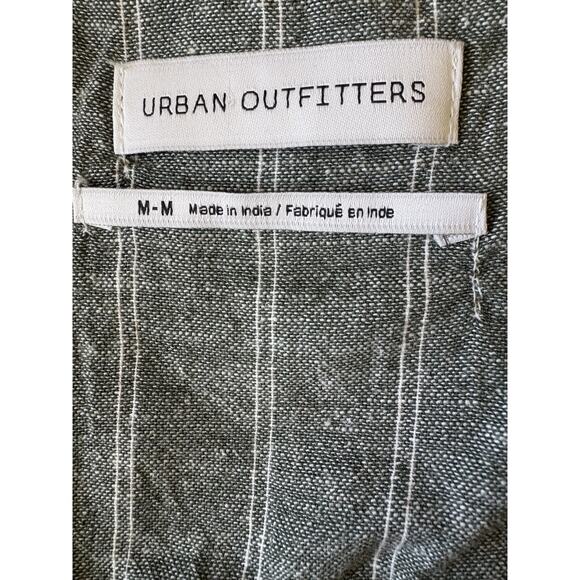 URBAN OUTFITTERS
M-M Made in India / Fabriqué en Inde